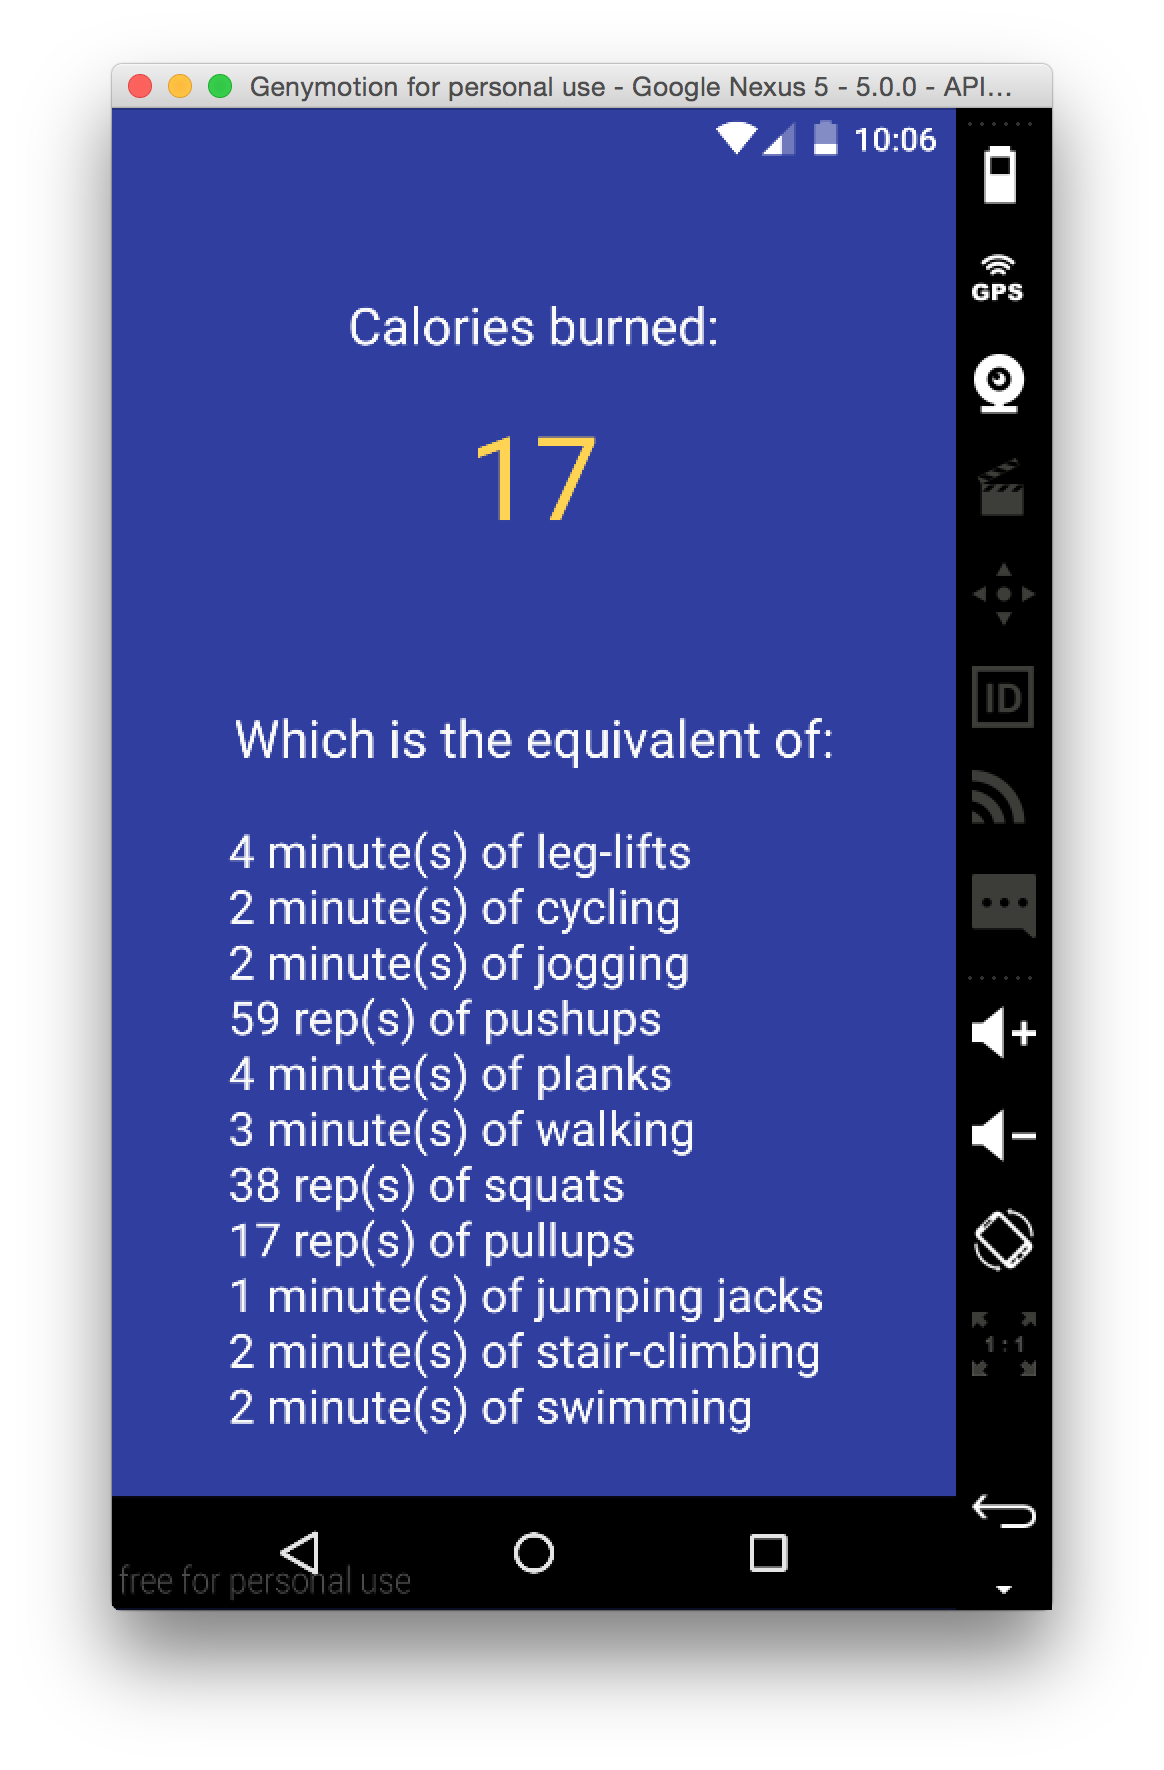 Genymotion for personal use - Google Nexus 5 - 5.0.0 - API...
10:06
GPS
Calories burned:
17
ID
Which is the equivalent of:
4 minute(s) of leg-lifts
2 minute(s) of cycling
2 minute(s) of jogging
59 rep(s) of pushups
4 minute(s) of planks
3 minute(s) of walking
38 rep(s) of squats
17 rep(s) of pullups
1 minute(s) of jumping jacks
2 minute(s) of stair-climbing
2 minute(s) of swimming
1:1
free for personal use